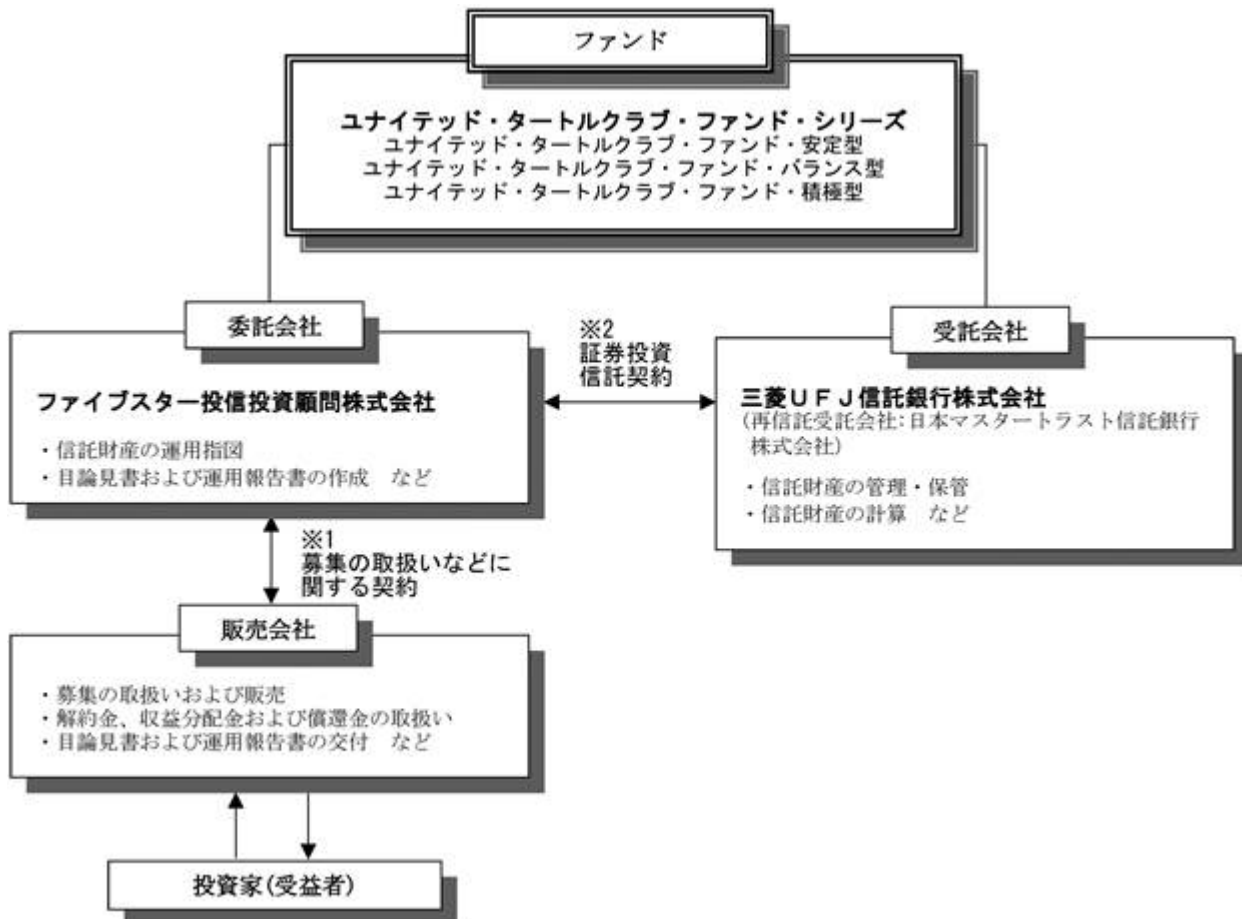 ファンド
ユナイテッド・タートルクラブ・ファンド・シリーズ
ユナイテッド・タートルクラブ・ファンド・安定型
ユナイテッド・タートルクラブ・ファンド・バランス型
ユナイテッド・タートルクラブ・ファンド・積極型
委託会社
ファイブスター投信投資顧問株式会社
・信託財産の運用指図
・目論見書および運用報告書の作成　など
※2
証券投資
信託契約
受託会社
三菱ＵＦＪ信託銀行株式会社
(再信託受託会社:日本マスタートラスト信託銀行
株式会社)
・信託財産の管理・保管
・信託財産の計算　など
※1
募集の取扱いなどに
関する契約
販売会社
・募集の取扱いおよび販売
・解約金、収益分配金および償還金の取扱い
・目論見書および運用報告書の交付　など
投資家(受益者)